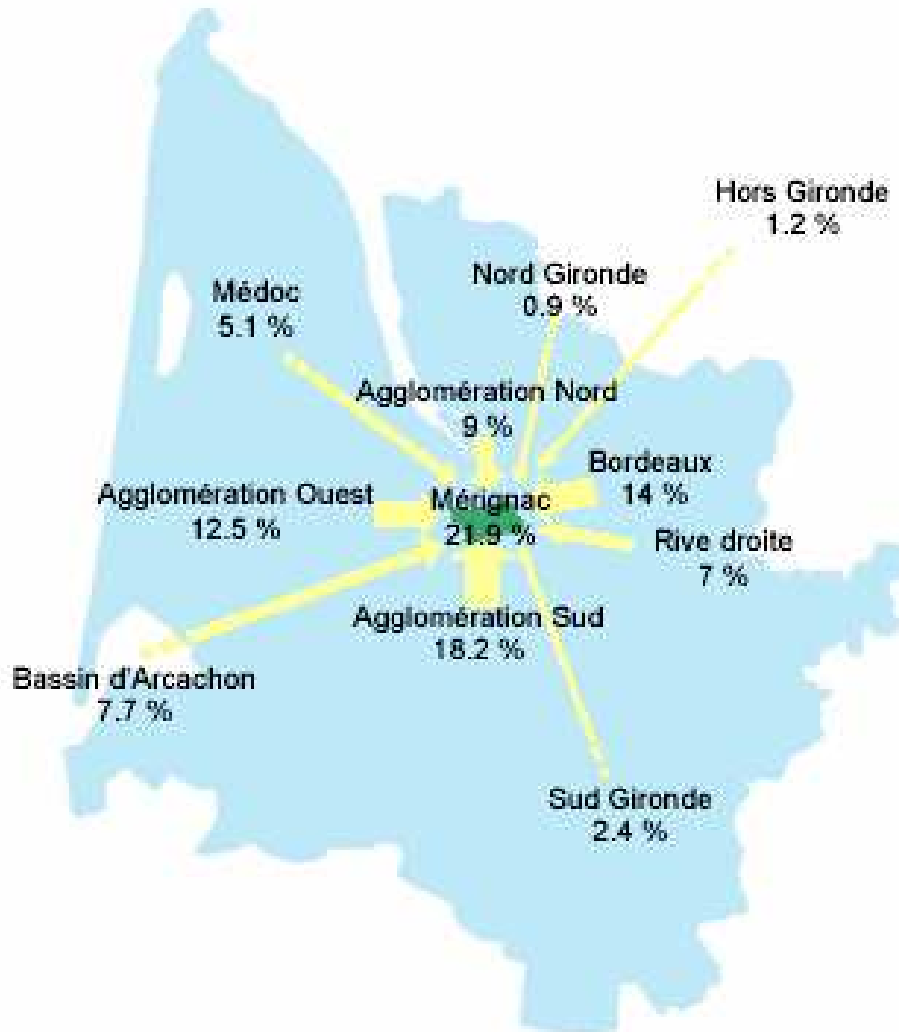 Hors Gironde
1.2 %
Nord Gironde
0.9 %
Médoc
5.1 %
Agglomération Nord
9 %
Bordeaux
14 %
Agglomération Ouest
12.5 %
Mérignac
21.9 %
Rive droite
7 %
Agglomération Sud
18.2 %
Bassin d'Arcachon
7.7 %
Sud Gironde
2.4 %